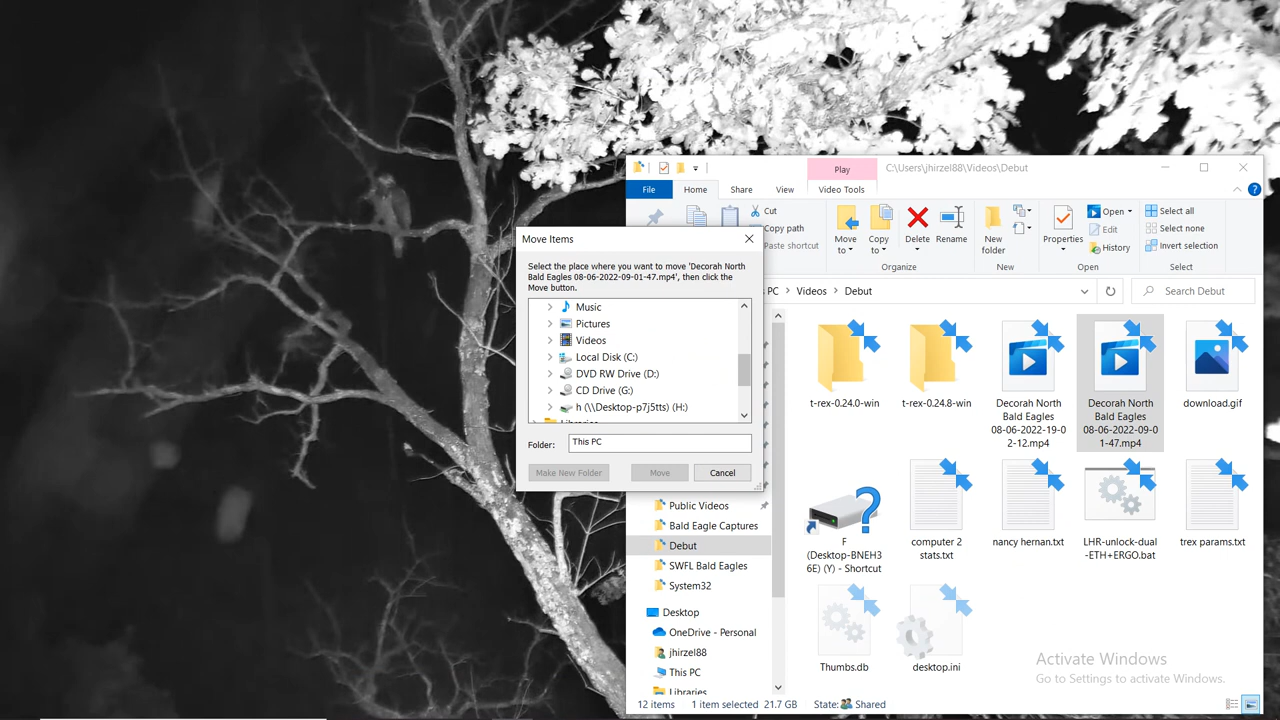 Play
C:\Users\jhirzel88\Videos\Debut
File
Home
Share
View
Video Tools
Cut
Copy path
Paste shortcut
Move to
Copy to
Delete
Rename
New folder
Properties
Open
Edit
History
Select all
Select none
Invert selection
Organize
New
Open
Select
PC
Videos
Debut
Search Debut
Move Items
Select the place where you want to move 'Decorah North
Bald Eagles 08-06-2022-09-01-47.mp4', then click the
Move button.
Music
Pictures
Videos
Local Disk (C:)
DVD RW Drive (D:)
CD Drive (G:)
h (\\Desktop-p7j5tts) (H:)
Libraries
Folder:
This PC
Make New Folder
Move
Cancel
Public Videos
Bald Eagle Captures
Debut
SWFL Bald Eagles
System32
Desktop
OneDrive - Personal
jhirzel88
This PC
Libraries
t-rex-0.24.0-win
t-rex-0.24.8-win
Decorah North
Bald Eagles
08-06-2022-19-0
2-12.mp4
Decorah North
Bald Eagles
08-06-2022-09-0
1-47.mp4
download.gif
F
(Desktop-BNEH3
6E) (Y) - Shortcut
computer 2
stats.txt
nancy hernan.txt
LHR-unlock-dual
-ETH+ERGO.bat
trex params.txt
Thumbs.db
desktop.ini
Activate Windows
Go to Settings to activate Windows.
12 items
1 item selected
21.7 GB
State:
Shared